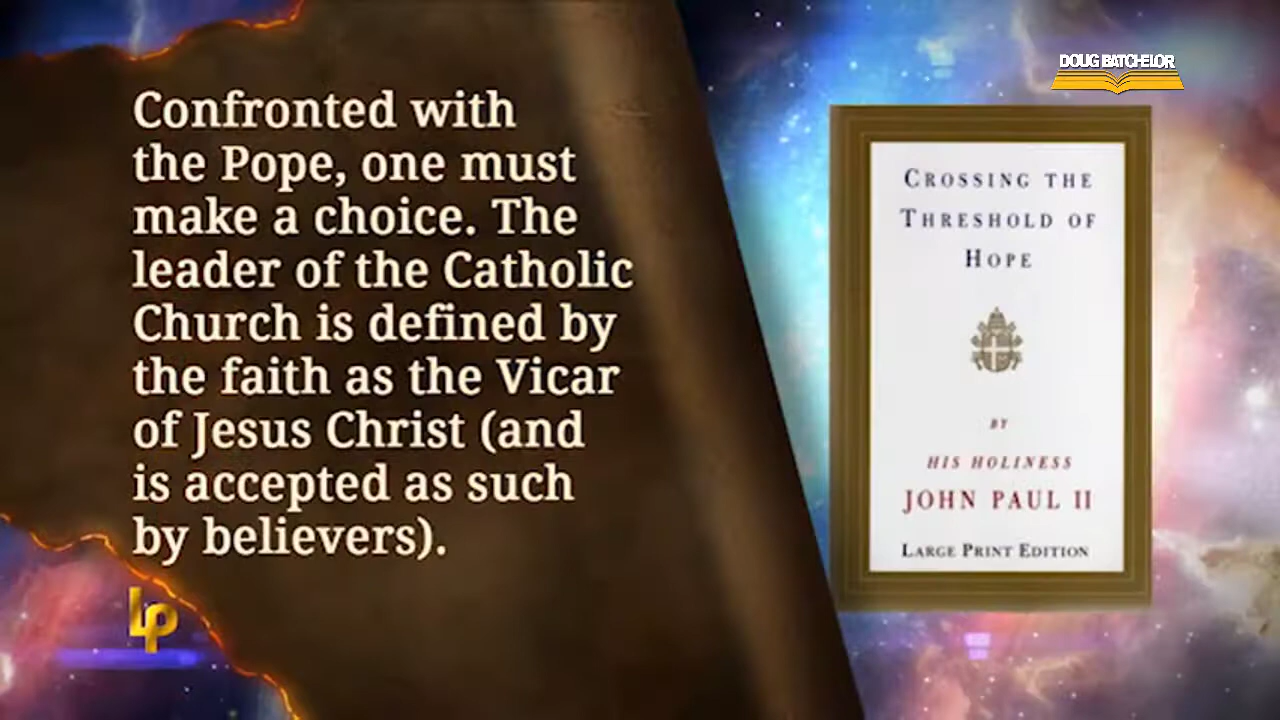 Confronted with
the Pope, one must
make a choice. The
leader of the Catholic
Church is defined by
the faith as the Vicar
of Jesus Christ (and
is accepted as such
by believers).
LP
DOUG BATCHELOR
CROSSING THE
THRESHOLD OF
HOPE
BY
HIS HOLINESS
JOHN PAUL II
LARGE PRINT EDITION